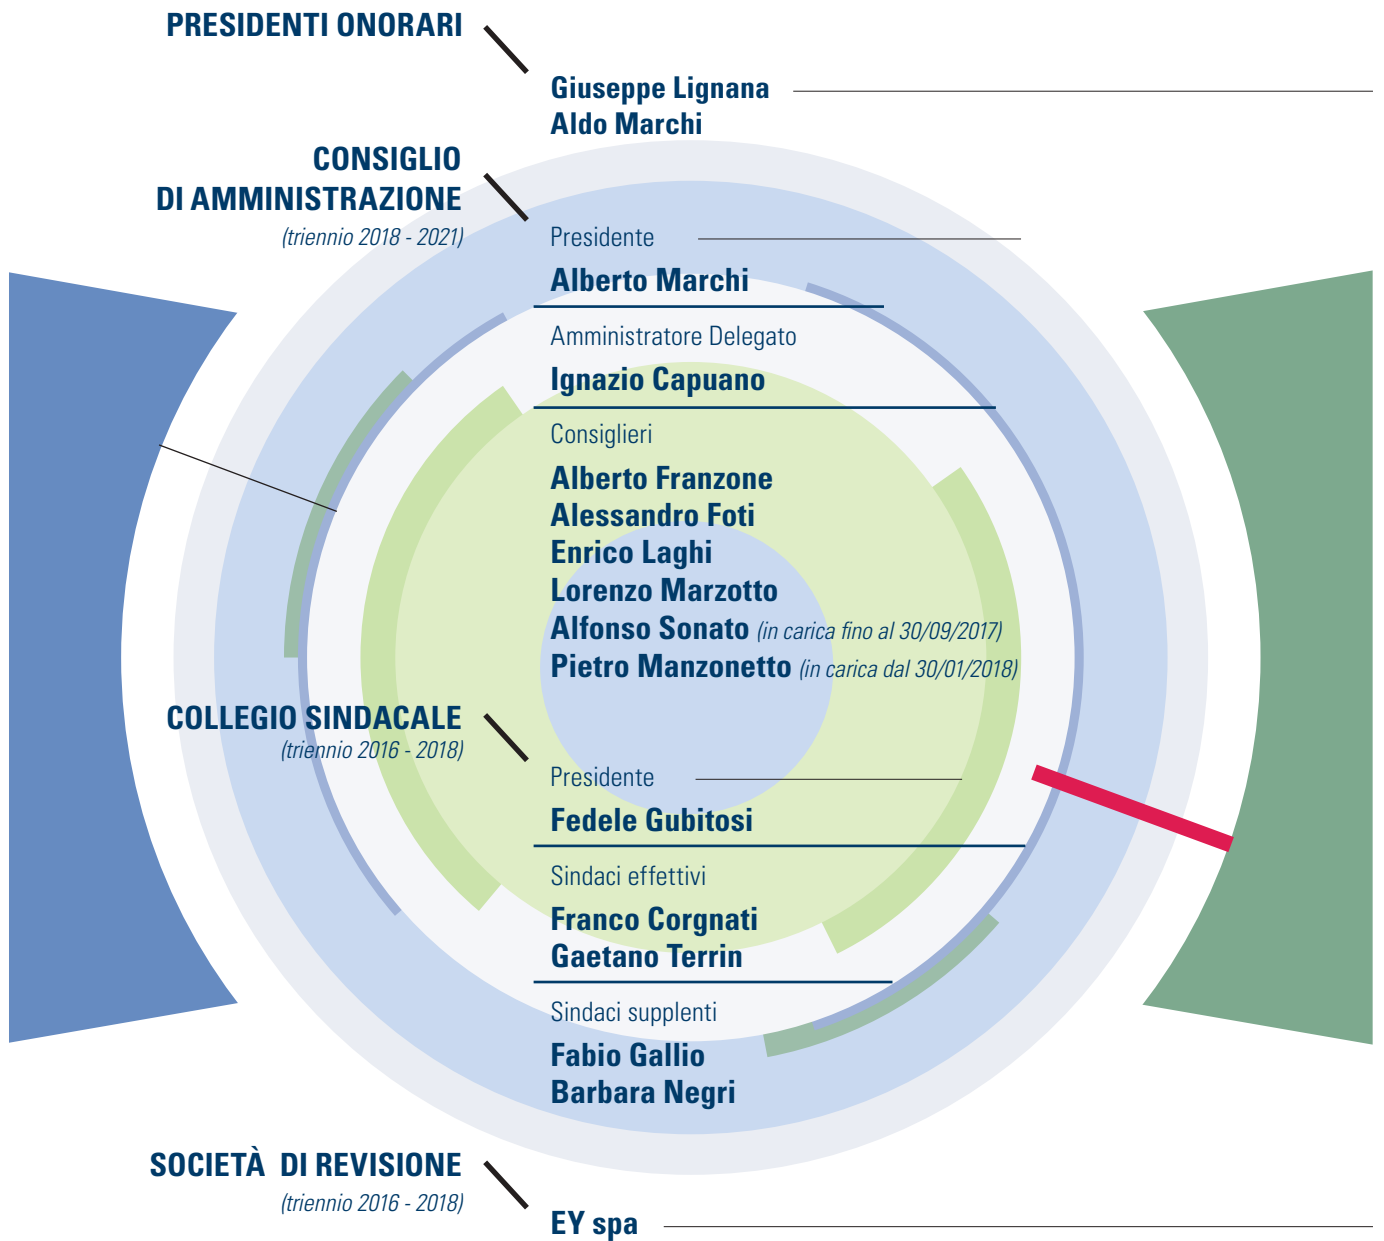 PRESIDENTI ONORARI
Giuseppe Lignana
Aldo Marchi
CONSIGLIO
DI AMMINISTRAZIONE
(triennio 2018 - 2021)
Presidente
Alberto Marchi
Amministratore Delegato
Ignazio Capuano
Consiglieri
Alberto Franzone
Alessandro Foti
Enrico Laghi
Lorenzo Marzotto
Alfonso Sonato (in carica fino al 30/09/2017)
Pietro Manzonetto (in carica dal 30/01/2018)
COLLEGIO SINDACALE
(triennio 2016 - 2018)
Presidente
Fedele Gubitosi
Sindaci effettivi
Franco Corgnati
Gaetano Terrin
Sindaci supplenti
Fabio Gallio
Barbara Negri
SOCIETÀ DI REVISIONE
(triennio 2016 - 2018)
EY spa